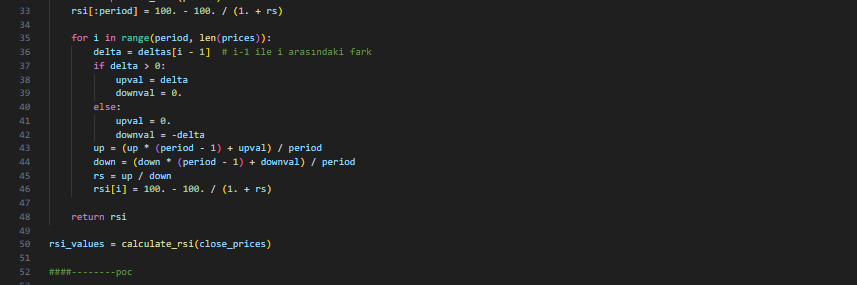 33 rsi[:period] = 100. - 100. / (1. + rs)
34
35 for i in range(period, len(prices)):
36 delta = deltas[i - 1]  # i-1 ile i arasındaki fark
37 if delta > 0:
38 upval = delta
39 downval = 0.
40 else:
41 upval = 0.
42 downval = -delta
43 up = (up * (period - 1) + upval) / period
44 down = (down * (period - 1) + downval) / period
45 rs = up / down
46 rsi[i] = 100. - 100. / (1. + rs)
47
48 return rsi
49
50 rsi_values = calculate_rsi(close_prices)
51
52 ####--------poc